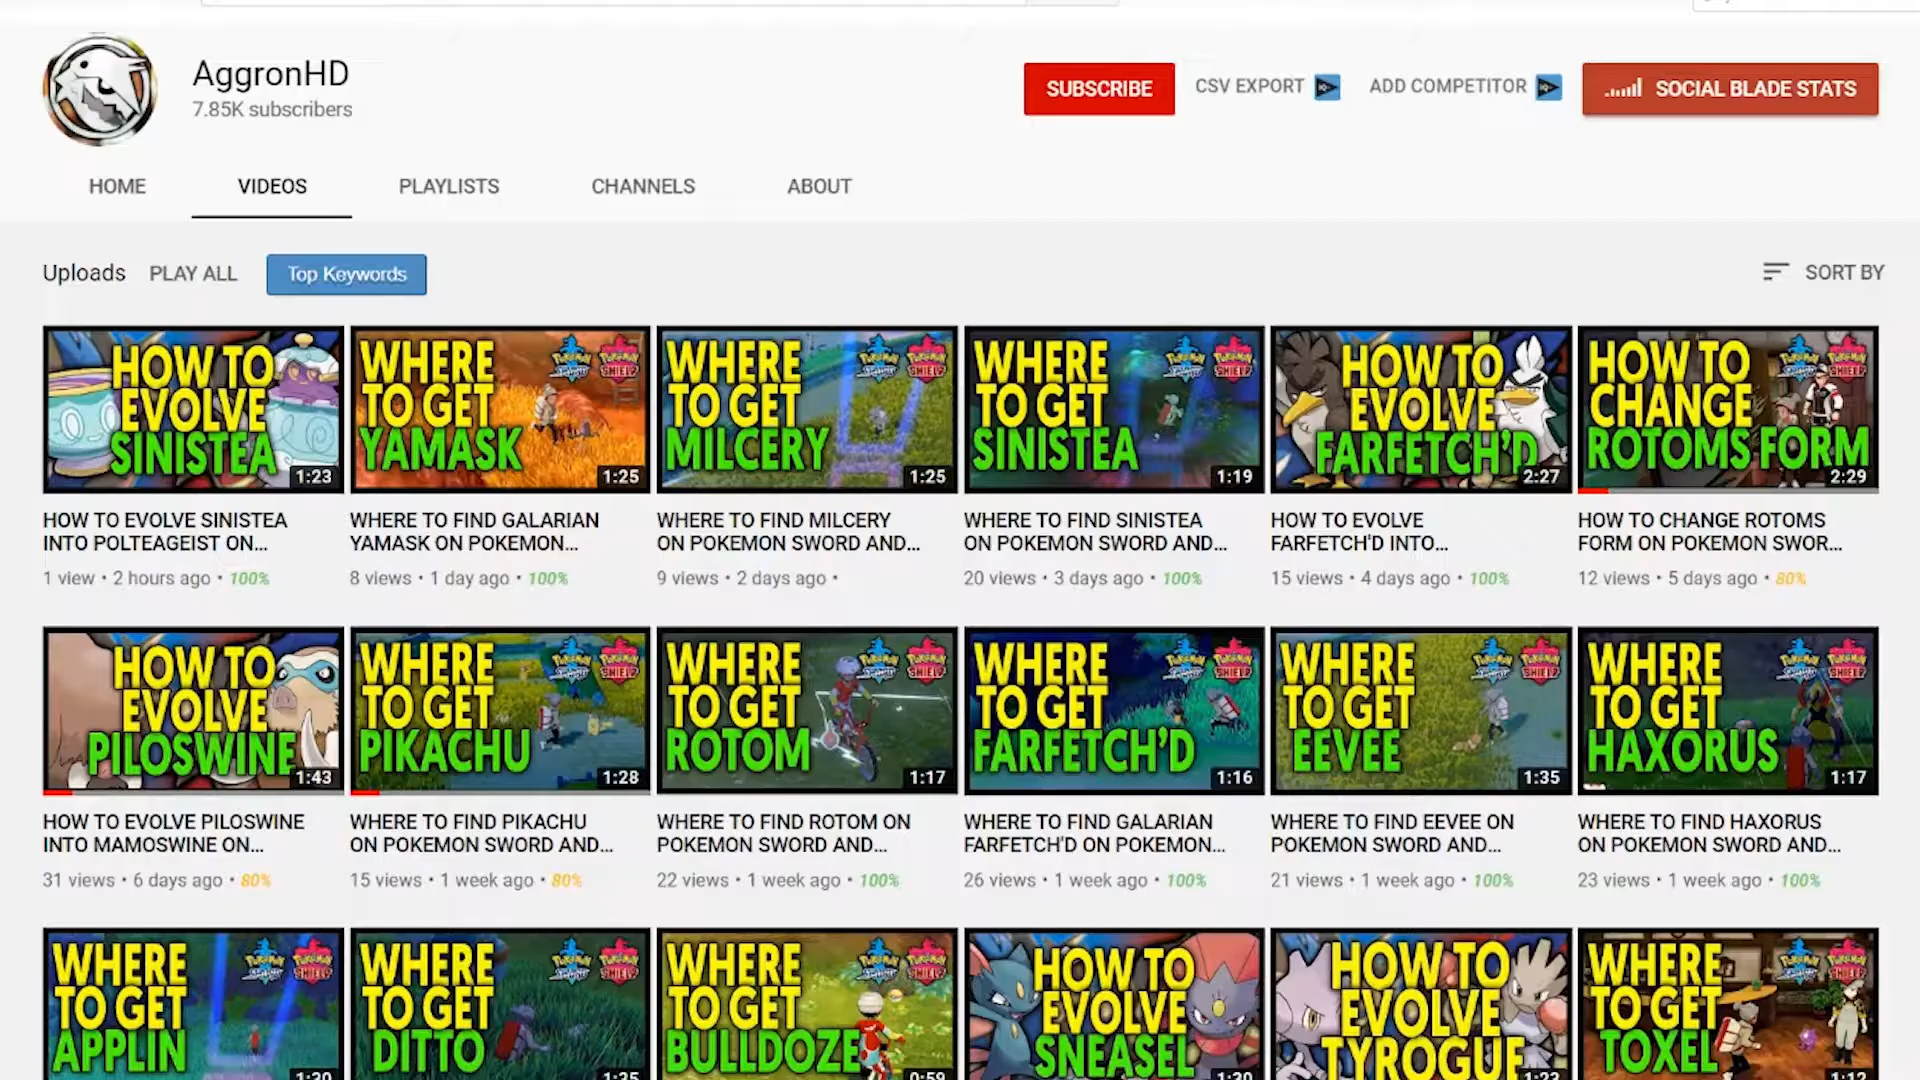 AggronHD
7.85K subscribers
SUBSCRIBE
CSV EXPORT
ADD COMPETITOR
SOCIAL BLADE STATS
HOME
VIDEOS
PLAYLISTS
CHANNELS
ABOUT
Uploads
PLAY ALL
Top Keywords
SORT BY
HOW TO
EVOLVE
SINISTEA
1:23
WHERE
TO GET
YAMASK
1:25
WHERE
TO GET
MILCERY
1:25
WHERE
TO GET
SINISTEA
1:19
HOW TO
EVOLVE
FARFETCH'D
2:27
HOW TO
CHANGE
ROTOMS FORM
2:29
HOW TO EVOLVE SINISTEA
INTO POLTEAGEIST ON...
1 view • 2 hours ago • 100%
WHERE TO FIND GALARIAN
YAMASK ON POKEMON...
8 views • 1 day ago • 100%
WHERE TO FIND MILCERY
ON POKEMON SWORD AND...
9 views • 2 days ago •
WHERE TO FIND SINISTEA
ON POKEMON SWORD AND...
20 views • 3 days ago • 100%
HOW TO EVOLVE
FARFETCH'D INTO...
15 views • 4 days ago • 100%
HOW TO CHANGE ROTOMS
FORM ON POKEMON SWOR...
12 views • 5 days ago • 80%
HOW TO
EVOLVE
PILOSWINE
1:43
WHERE
TO GET
PIKACHU
1:28
WHERE
TO GET
ROTOM
1:17
WHERE
TO GET
FARFETCH'D
1:16
WHERE
TO GET
EEVEE
1:35
WHERE
TO GET
HAXORUS
1:17
HOW TO EVOLVE PILOSWINE
INTO MAMOSWINE ON...
31 views • 6 days ago • 80%
WHERE TO FIND PIKACHU
ON POKEMON SWORD AND...
15 views • 1 week ago • 80%
WHERE TO FIND ROTOM ON
POKEMON SWORD AND...
22 views • 1 week ago • 100%
WHERE TO FIND GALARIAN
FARFETCH'D ON POKEMON...
26 views • 1 week ago • 100%
WHERE TO FIND EEVEE ON
POKEMON SWORD AND...
21 views • 1 week ago • 100%
WHERE TO FIND HAXORUS
ON POKEMON SWORD AND...
23 views • 1 week ago • 100%
WHERE
TO GET
APPLIN
WHERE
TO GET
DITTO
WHERE
TO GET
BULLDOZE
0:59
HOW TO
EVOLVE
SNEASEL
HOW TO
EVOLVE
TYROGUE
WHERE
TO GET
TOXEL